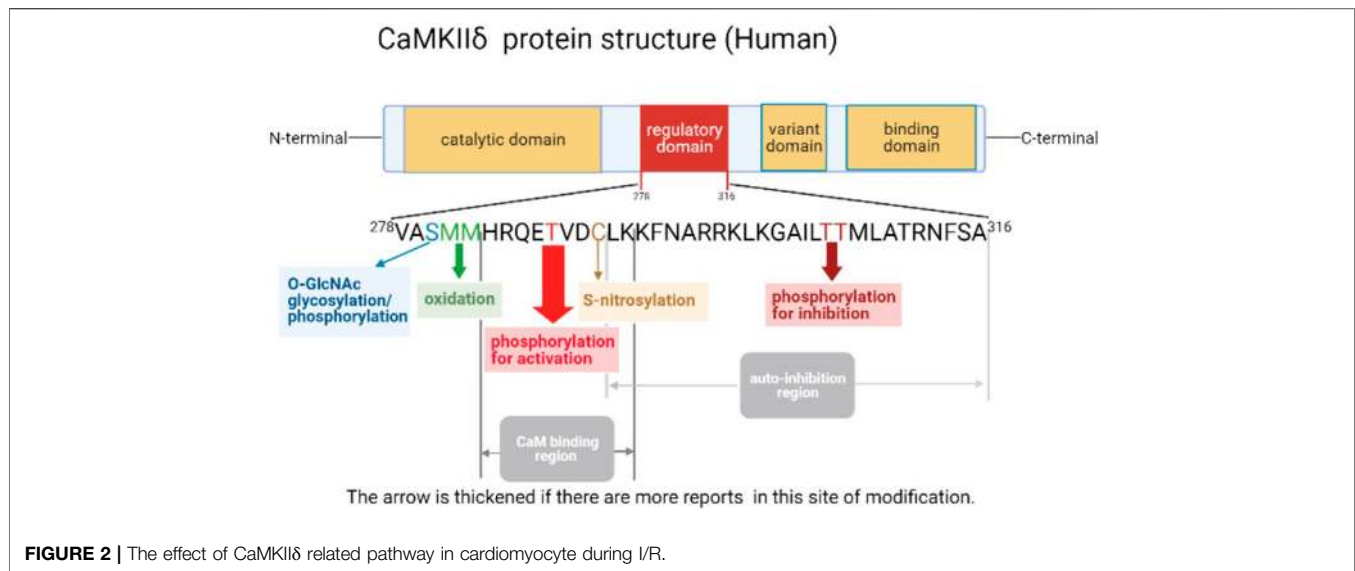 CaMKIIδ protein structure (Human)
N-terminal
catalytic domain
regulatory
domain
variant
domain
binding
domain
C-terminal
278
316
278VASMMHRQETVDCLKKFNARRKLKGAILTTMLATRNFSA316
O-GlcNAc
glycosylation/
phosphorylation
oxidation
S-nitrosylation
phosphorylation
for inhibition
phosphorylation
for activation
auto-inhibition
region
CaM binding
region
The arrow is thickened if there are more reports in this site of modification.
FIGURE 2 | The effect of CaMKIIδ related pathway in cardiomyocyte during I/R.